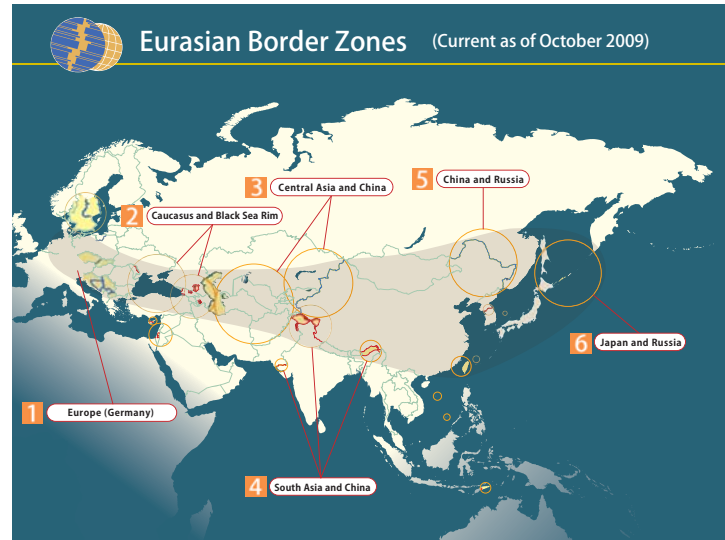 Eurasian Border Zones (Current as of October 2009)
5 China and Russia
3 Central Asia and China
2 Caucasus and Black Sea Rim
6 Japan and Russia
1 Europe (Germany)
4 South Asia and China